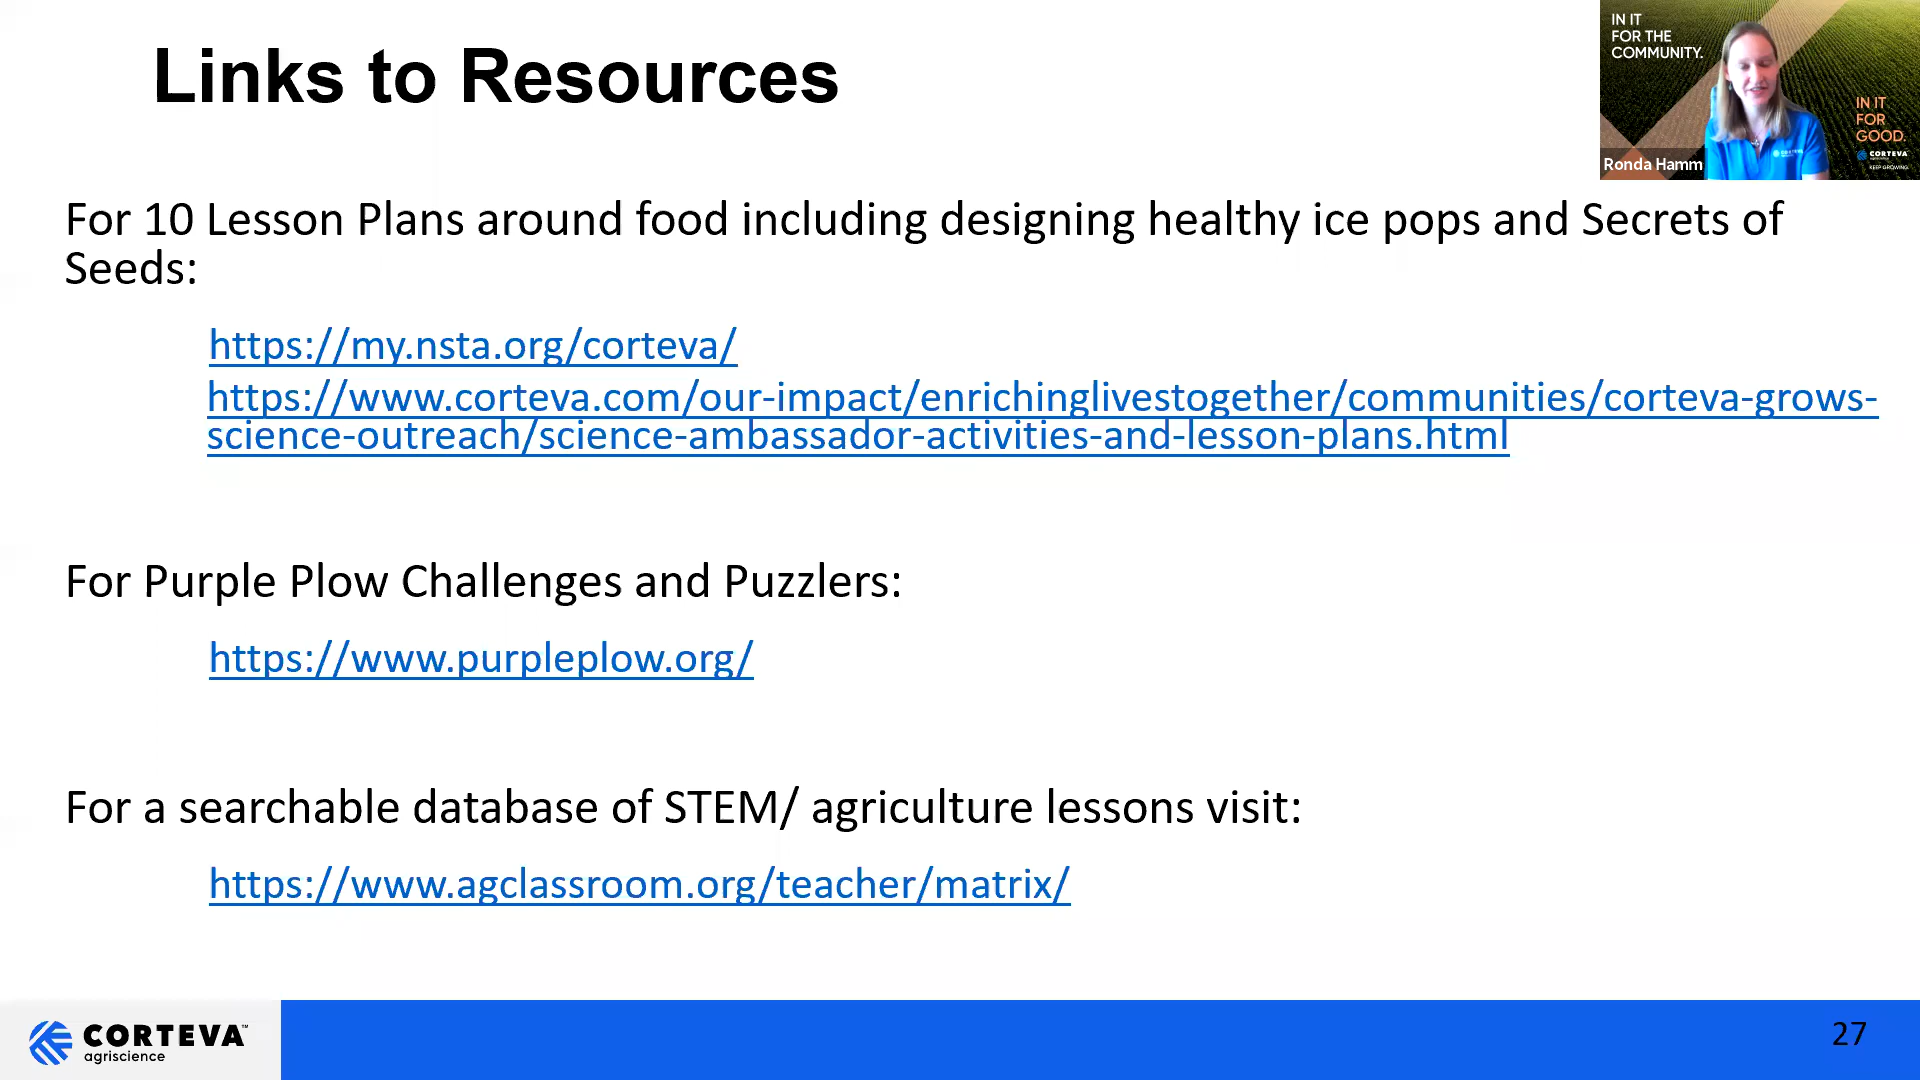 Links to Resources
IN IT
FOR THE
COMMUNITY.
IN IT
FOR
GOOD.
CORTEVA
agriscience
KEEP GROWING.
Ronda Hamm
For 10 Lesson Plans around food including designing healthy ice pops and Secrets of
Seeds:
https://my.nsta.org/corteva/
https://www.corteva.com/our-impact/enrichinglivestogether/communities/corteva-grows-
science-outreach/science-ambassador-activities-and-lesson-plans.html
For Purple Plow Challenges and Puzzlers:
https://www.purpleplow.org/
For a searchable database of STEM/ agriculture lessons visit:
https://www.agclassroom.org/teacher/matrix/
CORTEVA™
agriscience
27